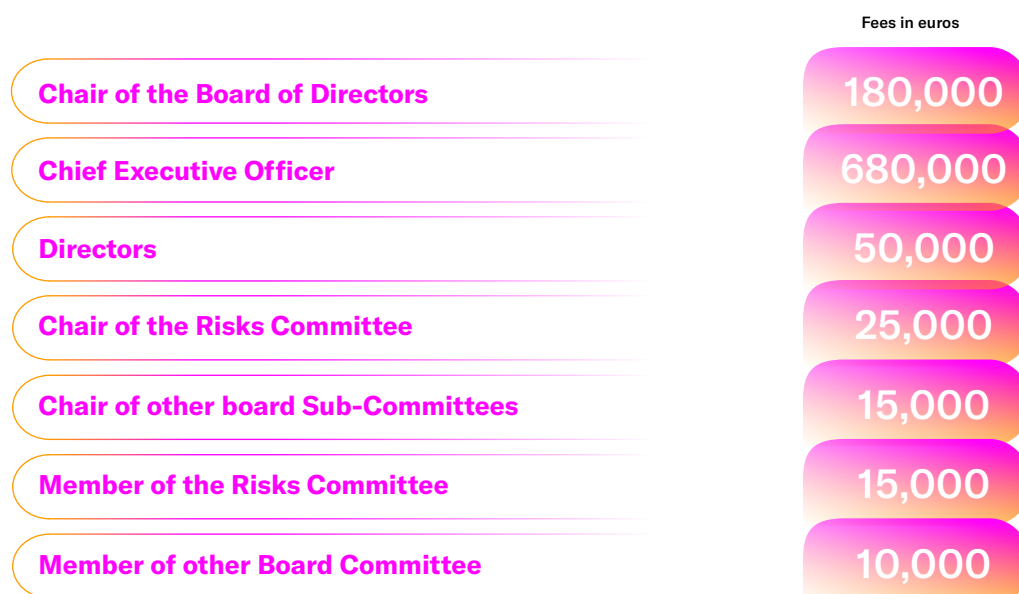 Fees in euros
Chair of the Board of Directors 180,000
Chief Executive Officer 680,000
Directors 50,000
Chair of the Risks Committee 25,000
Chair of other board Sub-Committees 15,000
Member of the Risks Committee 15,000
Member of other Board Committee 10,000